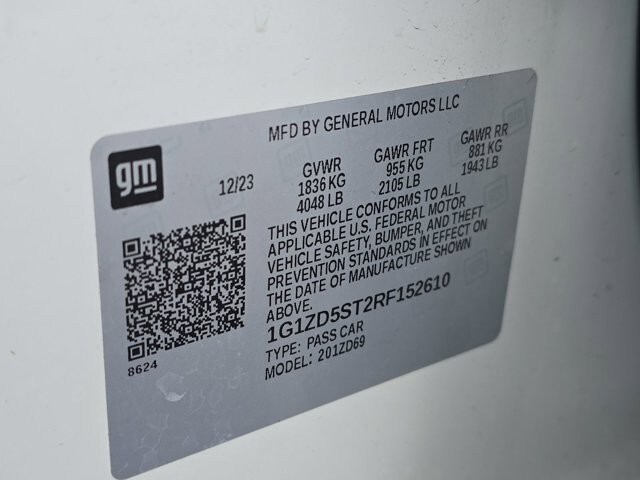 MFD BY GENERAL MOTORS LLC
gm
12/23
GVWR GAWR FRT GAWR RR
1836 KG 955 KG 881 KG
4048 LB 2105 LB 1943 LB
THIS VEHICLE CONFORMS TO ALL
APPLICABLE U.S. FEDERAL MOTOR
VEHICLE SAFETY, BUMPER, AND THEFT
PREVENTION STANDARDS IN EFFECT ON
THE DATE OF MANUFACTURE SHOWN
ABOVE.
1G1ZD5ST2RF152610
TYPE: PASS CAR
MODEL: 201ZD69
8624